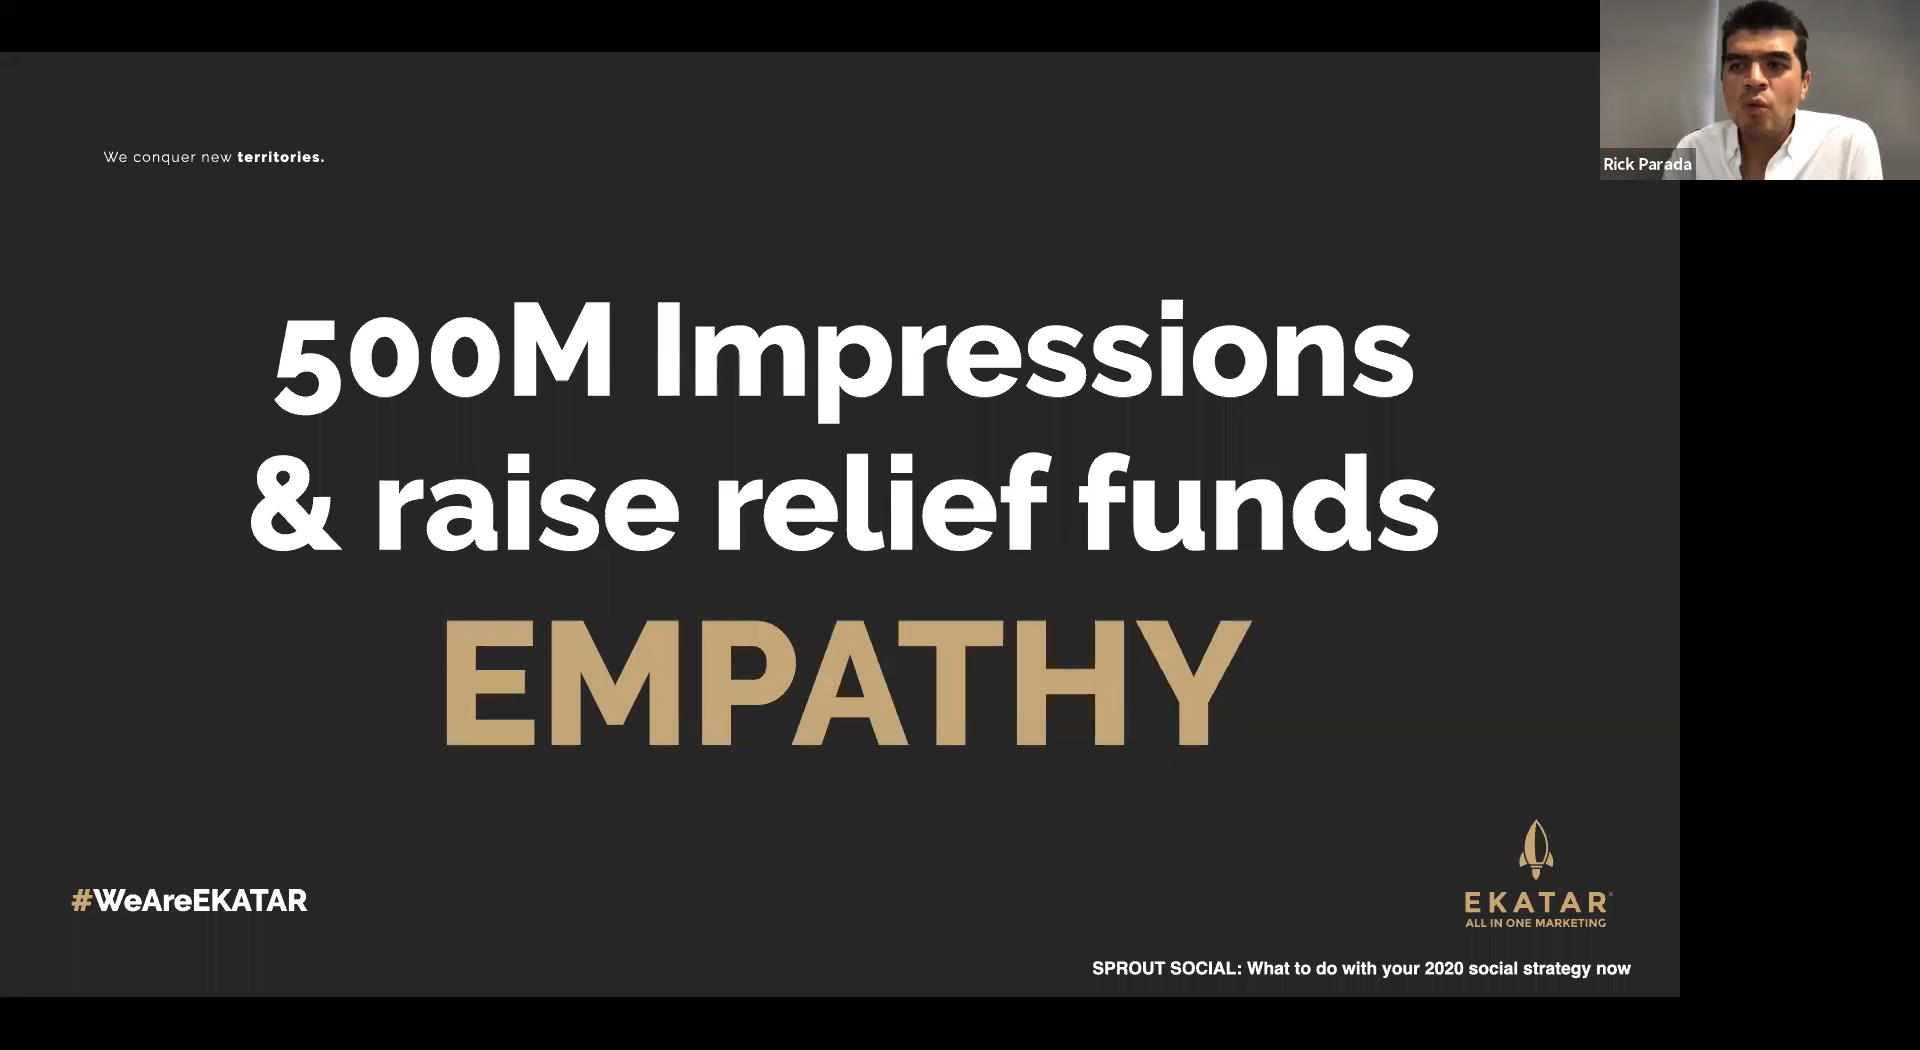 We conquer new territories.
Rick Parada
500M Impressions
& raise relief funds
EMPATHY
#WeAreEKATAR
EKATAR
ALL IN ONE MARKETING
SPROUT SOCIAL: What to do with your 2020 social strategy now